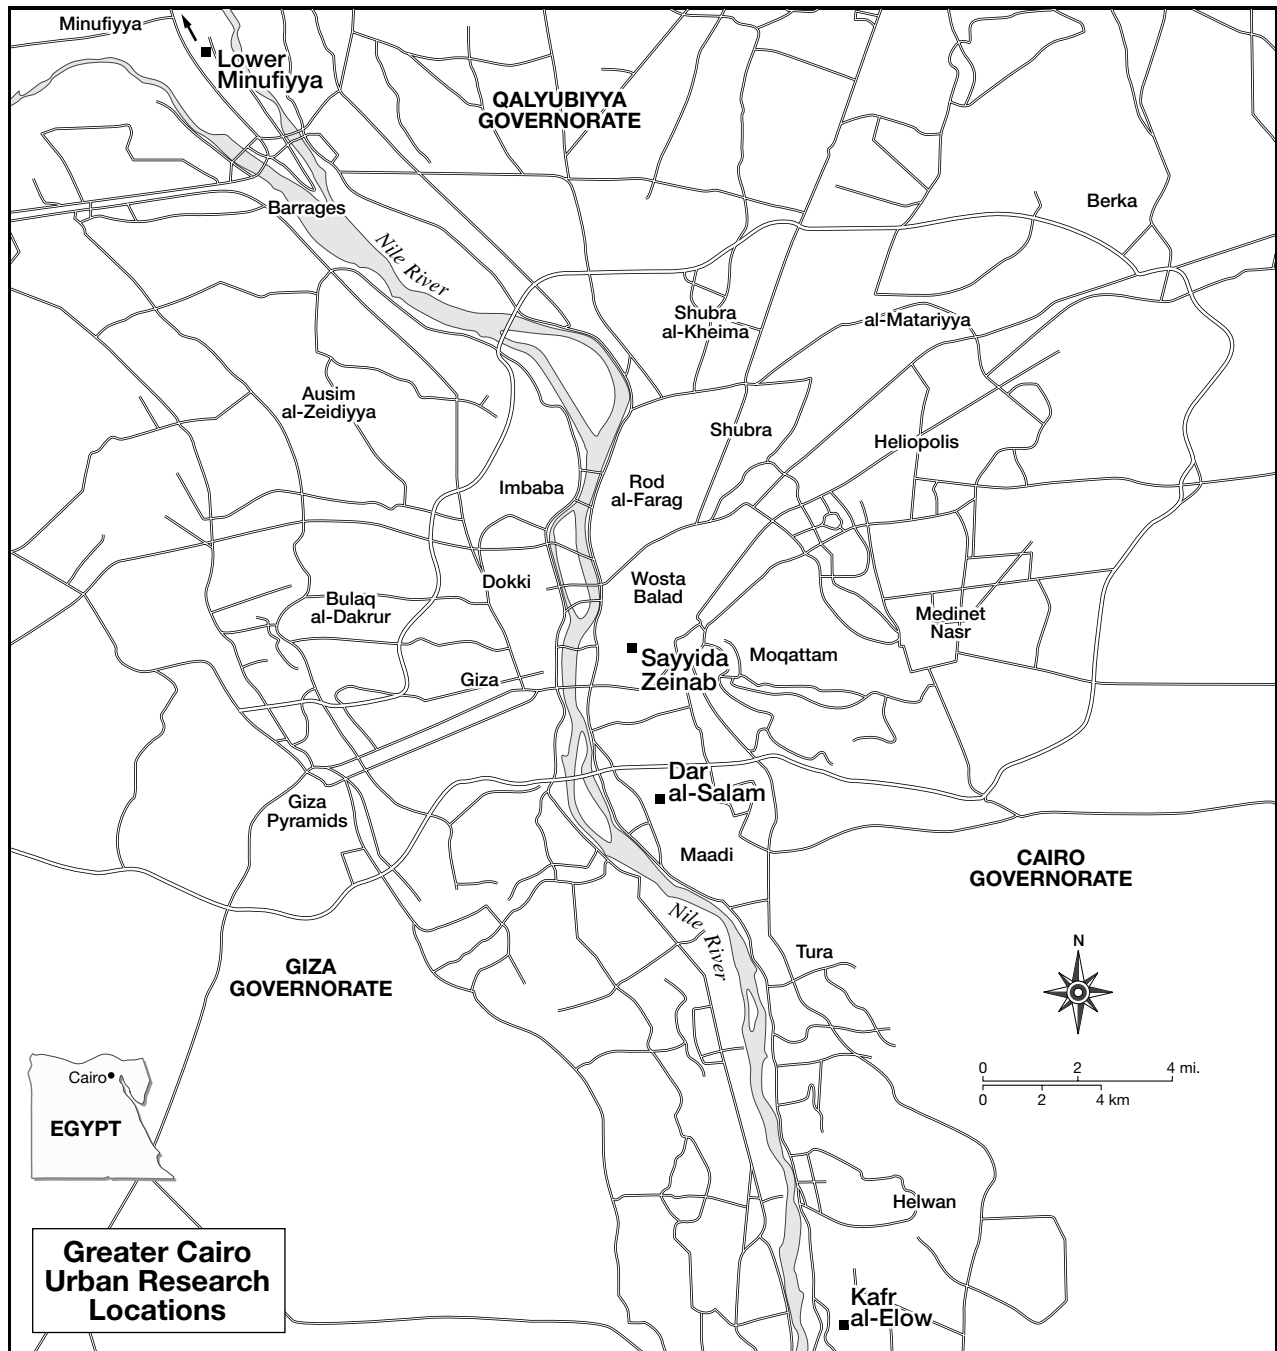 Minufiyya
Lower
Minufiyya
QALYUBIYYA
GOVERNORATE
Barrages
Berka
Nile River
Shubra
al-Kheima
al-Matariyya
Ausim
al-Zeidiyya
Shubra
Heliopolis
Imbaba
Rod
al-Farag
Dokki
Wosta
Balad
Bulaq
al-Dakrur
Medinet
Nasr
Sayyida
Zeinab
Moqattam
Giza
Dar
al-Salam
Giza
Pyramids
Maadi
CAIRO
GOVERNORATE
Nile River
Tura
N
GIZA
GOVERNORATE
0 2 4 mi.
0 2 4 km
Cairo
EGYPT
Helwan
Greater Cairo
Urban Research
Locations
Kafr
al-Elow